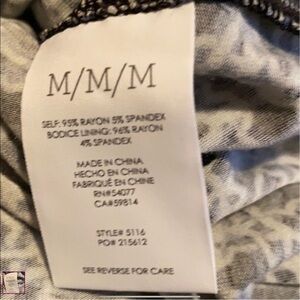 M/M/M
SELF: 95% RAYON 5% SPANDEX
BODICE LINING: 96% RAYON
4% SPANDEX
MADE IN CHINA
HECHO EN CHINA
FABRIQUÉ EN CHINE
RN#54077
CA#59814
STYLE# 5116
PO# 215612
SEE REVERSE FOR CARE